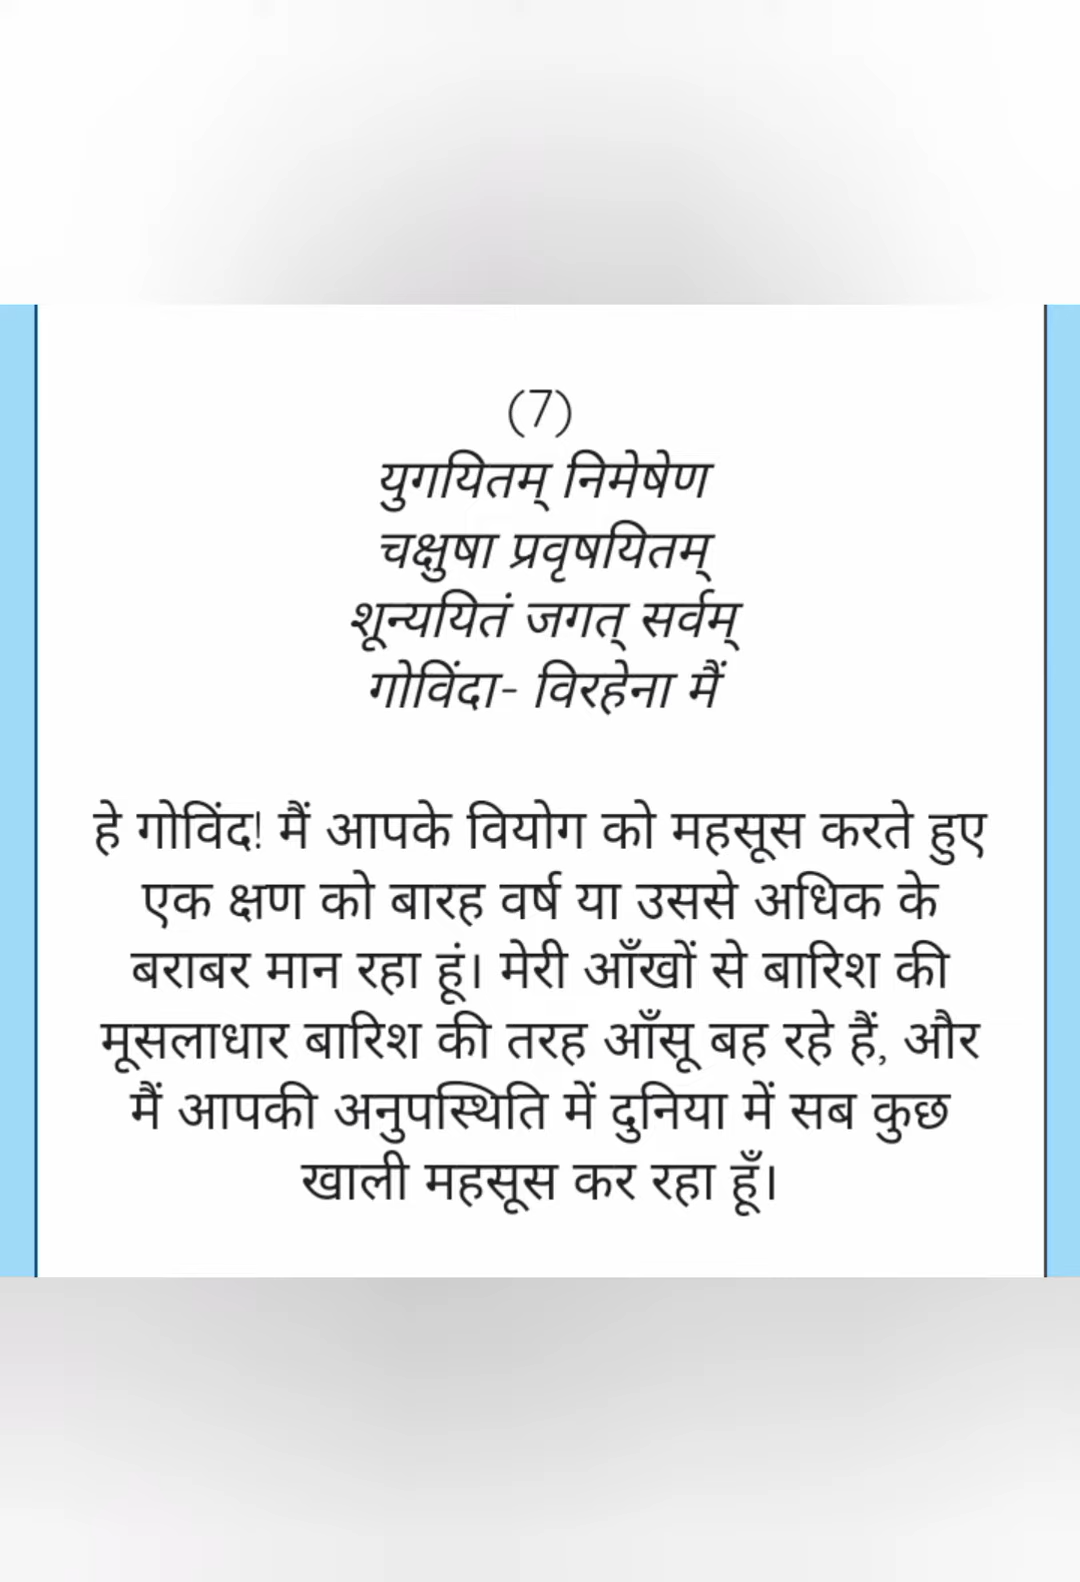 (7)
युगयितम् निमेषेण
चक्षुषा प्रवृषयितम्
शून्ययितं जगत् सर्वम्
गोविंदा- विरहेना मैं
हे गोविंद! मैं आपके वियोग को महसूस करते हुए
एक क्षण को बारह वर्ष या उससे अधिक के
बराबर मान रहा हूं। मेरी आँखों से बारिश की
मूसलाधार बारिश की तरह आँसू बह रहे हैं, और
मैं आपकी अनुपस्थिति में दुनिया में सब कुछ
खाली महसूस कर रहा हूँ।